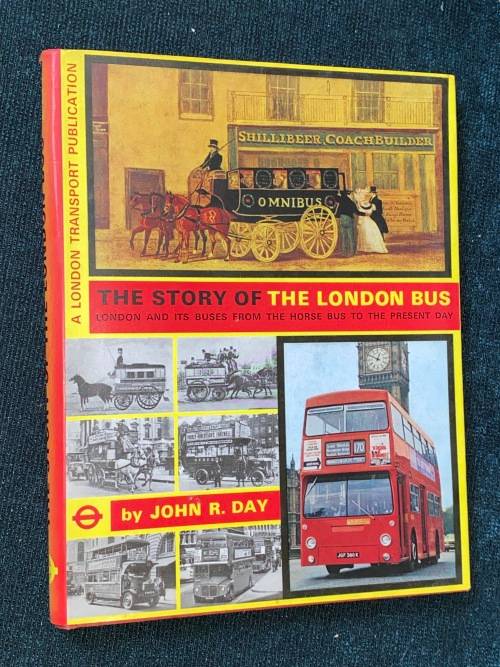 A LONDON TRANSPORT PUBLICATION
SHILLIBEER, COACHBUILDER
OMNIBUS
THE STORY OF THE LONDON BUS
LONDON AND ITS BUSES FROM THE HORSE BUS TO THE PRESENT DAY
170
by JOHN R. DAY